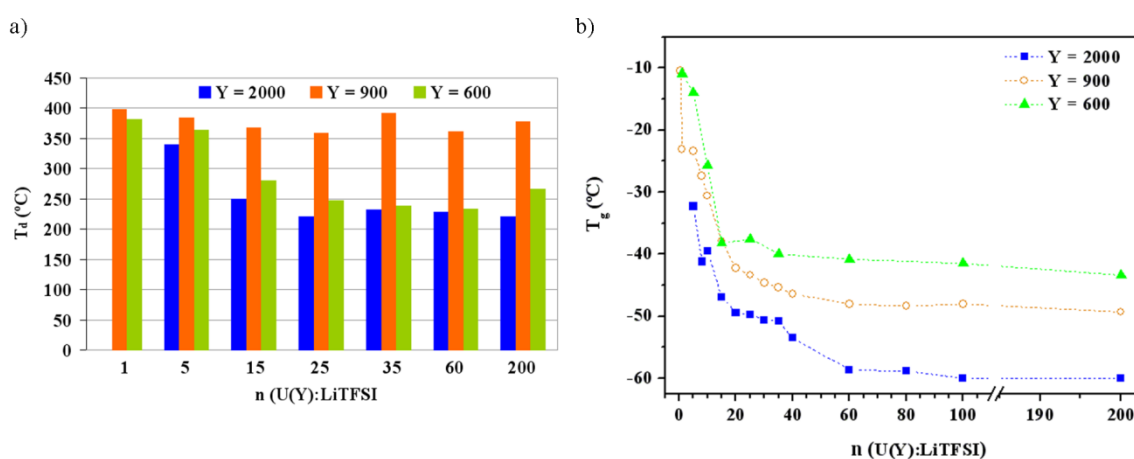 a)
450
400
350
300
250
200
150
100
50
0
Td (ºC)
Y = 2000 Y = 900 Y = 600
1 5 15 25 35 60 200
n (U(Y):LiTFSI
b)
-10
-20
-30
-40
-50
-60
Tg (ºC)
Y = 2000
Y = 900
Y = 600
0 20 40 60 80 100 190 200
n (U(Y):LiTFSI)